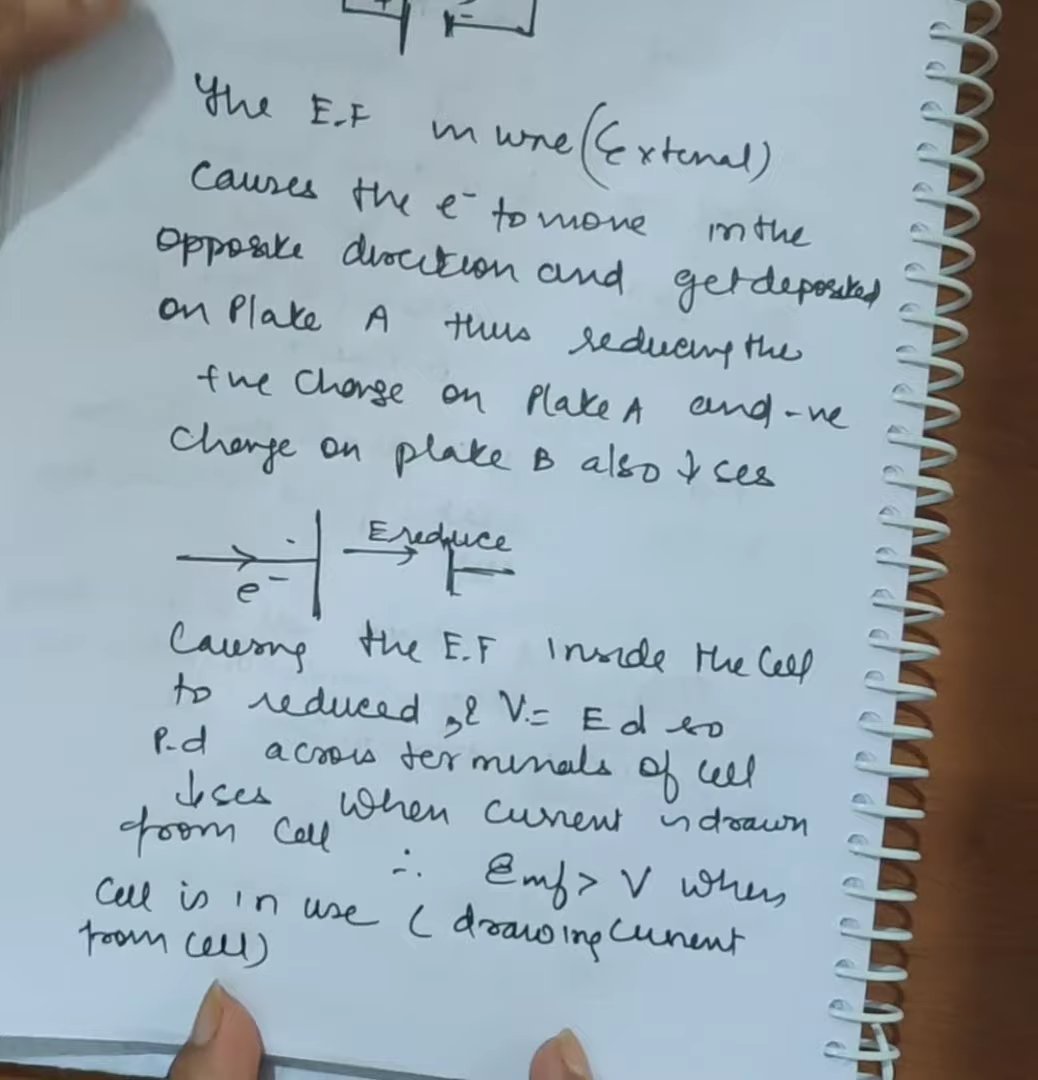 The E.F in wire (External)
Causes the e⁻ to move in the
opposite direction and get deposited
on Plate A thus reducing the
+ve Charge on Plate A and -ve
Charge on plate B also ↓ses
E reduce
e⁻
Causing the E.F inside the Cell
to reduced, & V = Ed so
P.d across terminals of cell
↓ses when current is drawn
from Cell
∴ Emf > V when
Cell is in use ( drawing Current
from Cell)